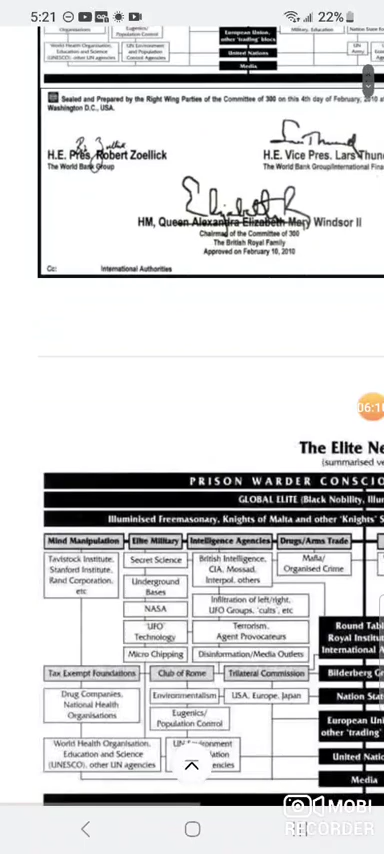 5:21
22%
Organisations
Eugenics/
Population Control
European Union,
other 'trading' blocs
Military, Education
World Health Organisation,
Education and Science
(UNESCO), other UN agencies
UN Environment
and Population
Control Agencies
United Nations
UN
Army
Media
Sealed and Prepared by the Right Wing Parties of the Committee of 300 on this 4th day of February, 2010 at
Washington D.C., USA.
H.E. Pres. Robert Zoellick
The World Bank Group
H.E. Vice Pres. Lars Thun
The World Bank Group/International Fina
HM, Queen Alexandra Elizabeth Mery Windsor II
Chairman of the Committee of 300
The British Royal Family
Approved on February 10, 2010
Cc: International Authorities
The Elite Ne
(summarised ve
PRISON WARDER CONSCIO
GLOBAL ELITE (Black Nobility, Illu
Illuminised Freemasonary, Knights of Malta and other 'Knights' S
Mind Manipulation
Elite Military
Intelligence Agencies
Drugs/Arms Trade
Tavistock Institute,
Stanford Institute,
Rand Corporation,
etc
Secret Science
British Intelligence,
CIA, Mossad,
Interpol, others
Mafia/
Organised Crime
Underground
Bases
NASA
Infiltration of left/right,
UFO Groups, 'cults', etc
'UFO'
Technology
Terrorism,
Agent Provocateurs
Round Tabl
Royal Institu
International A
Micro Chipping
Disinformation/Media Outlets
Tax Exempt Foundations
Club of Rome
Trilateral Commission
Bilderberg Gr
Drug Companies,
National Health
Organisations
Environmentalism
USA, Europe, Japan
Nation Stat
Eugenics/
Population Control
European Uni
other 'trading'
World Health Organisation,
Education and Science
(UNESCO), other UN agencies
United Natio
Media
MOBI
RECORDER